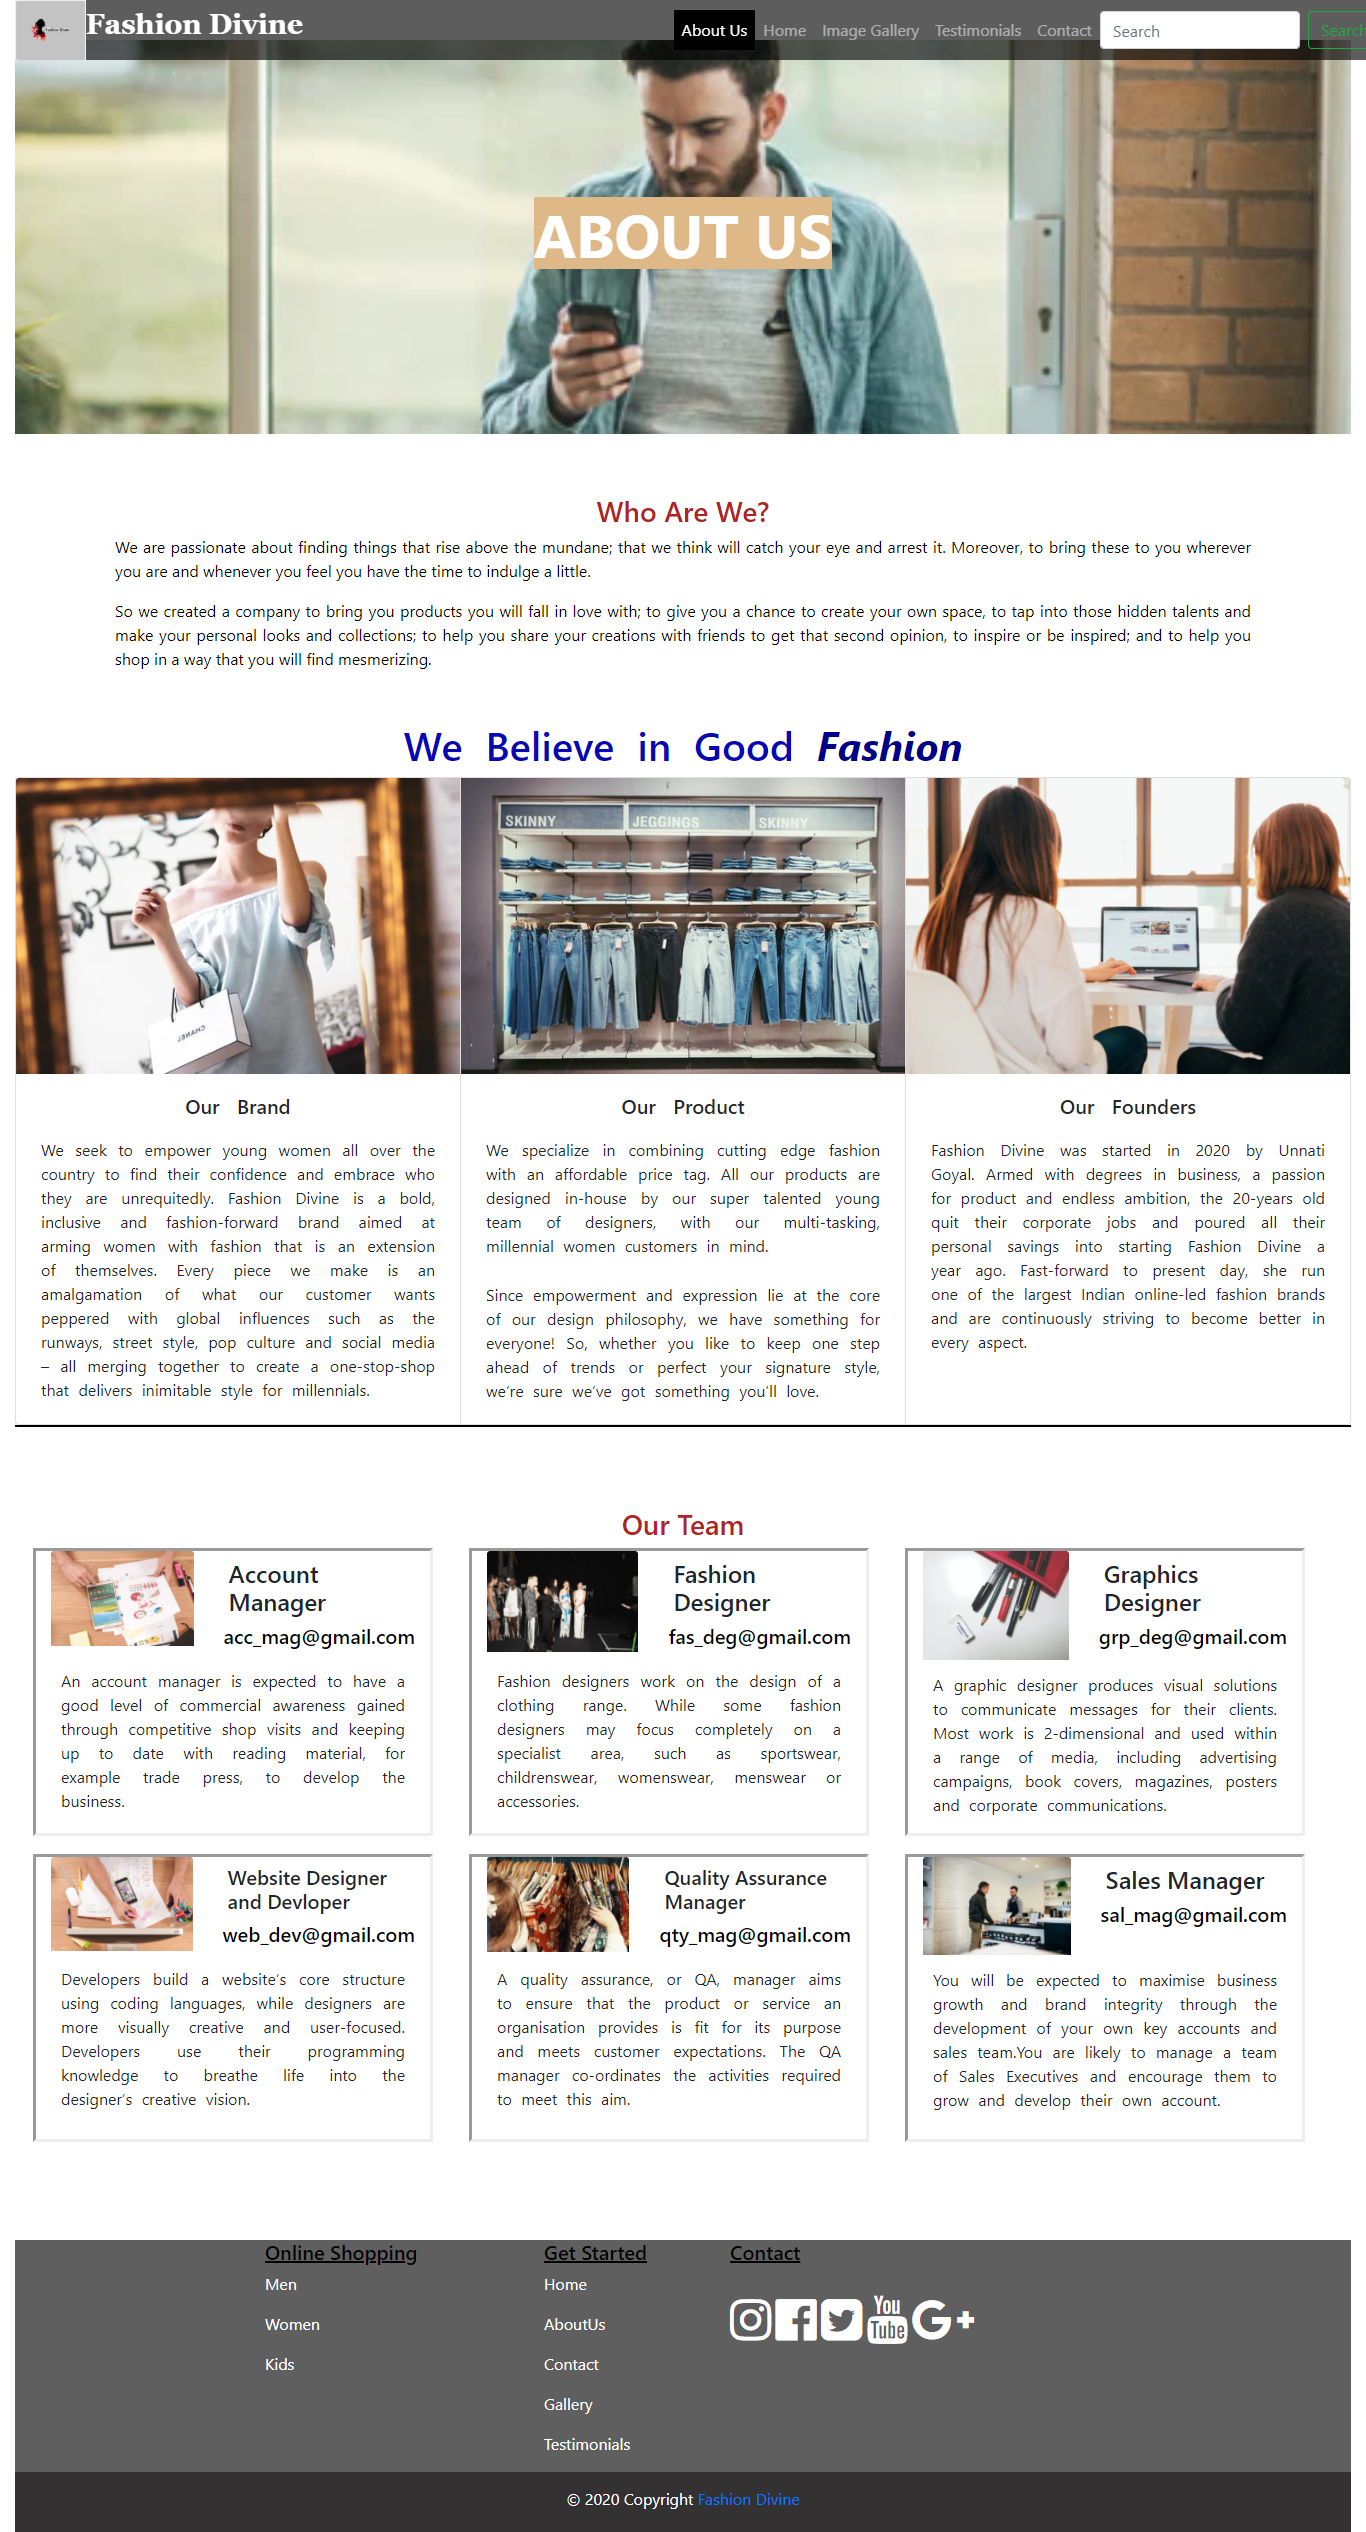 Fashion Divine
About Us Home Image Gallery Testimonials Contact Search Search
ABOUT US
Who Are We?
We are passionate about finding things that rise above the mundane; that we think will catch your eye and arrest it. Moreover, to bring these to you wherever
you are and whenever you feel you have the time to indulge a little.
So we created a company to bring you products you will fall in love with; to give you a chance to create your own space, to tap into those hidden talents and
make your personal looks and collections; to help you share your creations with friends to get that second opinion, to inspire or be inspired; and to help you
shop in a way that you will find mesmerizing.
We Believe in Good Fashion
CHANEL
SKINNY JEGGINGS SKINNY
Our Brand
We seek to empower young women all over the
country to find their confidence and embrace who
they are unrequitedly. Fashion Divine is a bold,
inclusive and fashion-forward brand aimed at
arming women with fashion that is an extension
of themselves. Every piece we make is an
amalgamation of what our customer wants
peppered with global influences such as the
runways, street style, pop culture and social media
– all merging together to create a one-stop-shop
that delivers inimitable style for millennials.
Our Product
We specialize in combining cutting edge fashion
with an affordable price tag. All our products are
designed in-house by our super talented young
team of designers, with our multi-tasking,
millennial women customers in mind.
Since empowerment and expression lie at the core
of our design philosophy, we have something for
everyone! So, whether you like to keep one step
ahead of trends or perfect your signature style,
we're sure we've got something you'll love.
Our Founders
Fashion Divine was started in 2020 by Unnati
Goyal. Armed with degrees in business, a passion
for product and endless ambition, the 20-years old
quit their corporate jobs and poured all their
personal savings into starting Fashion Divine a
year ago. Fast-forward to present day, she run
one of the largest Indian online-led fashion brands
and are continuously striving to become better in
every aspect.
Our Team
Account
Manager
acc_mag@gmail.com
An account manager is expected to have a
good level of commercial awareness gained
through competitive shop visits and keeping
up to date with reading material, for
example trade press, to develop the
business.
Fashion
Designer
fas_deg@gmail.com
Fashion designers work on the design of a
clothing range. While some fashion
designers may focus completely on a
specialist area, such as sportswear,
childrenswear, womenswear, menswear or
accessories.
Graphics
Designer
grp_deg@gmail.com
A graphic designer produces visual solutions
to communicate messages for their clients.
Most work is 2-dimensional and used within
a range of media, including advertising
campaigns, book covers, magazines, posters
and corporate communications.
Website Designer
and Devloper
web_dev@gmail.com
Developers build a website's core structure
using coding languages, while designers are
more visually creative and user-focused.
Developers use their programming
knowledge to breathe life into the
designer's creative vision.
Quality Assurance
Manager
qty_mag@gmail.com
A quality assurance, or QA, manager aims
to ensure that the product or service an
organisation provides is fit for its purpose
and meets customer expectations. The QA
manager co-ordinates the activities required
to meet this aim.
Sales Manager
sal_mag@gmail.com
You will be expected to maximise business
growth and brand integrity through the
development of your own key accounts and
sales team.You are likely to manage a team
of Sales Executives and encourage them to
grow and develop their own account.
Online Shopping
Men
Women
Kids
Get Started
Home
AboutUs
Contact
Gallery
Testimonials
Contact
You
Tube
G+
© 2020 Copyright Fashion Divine